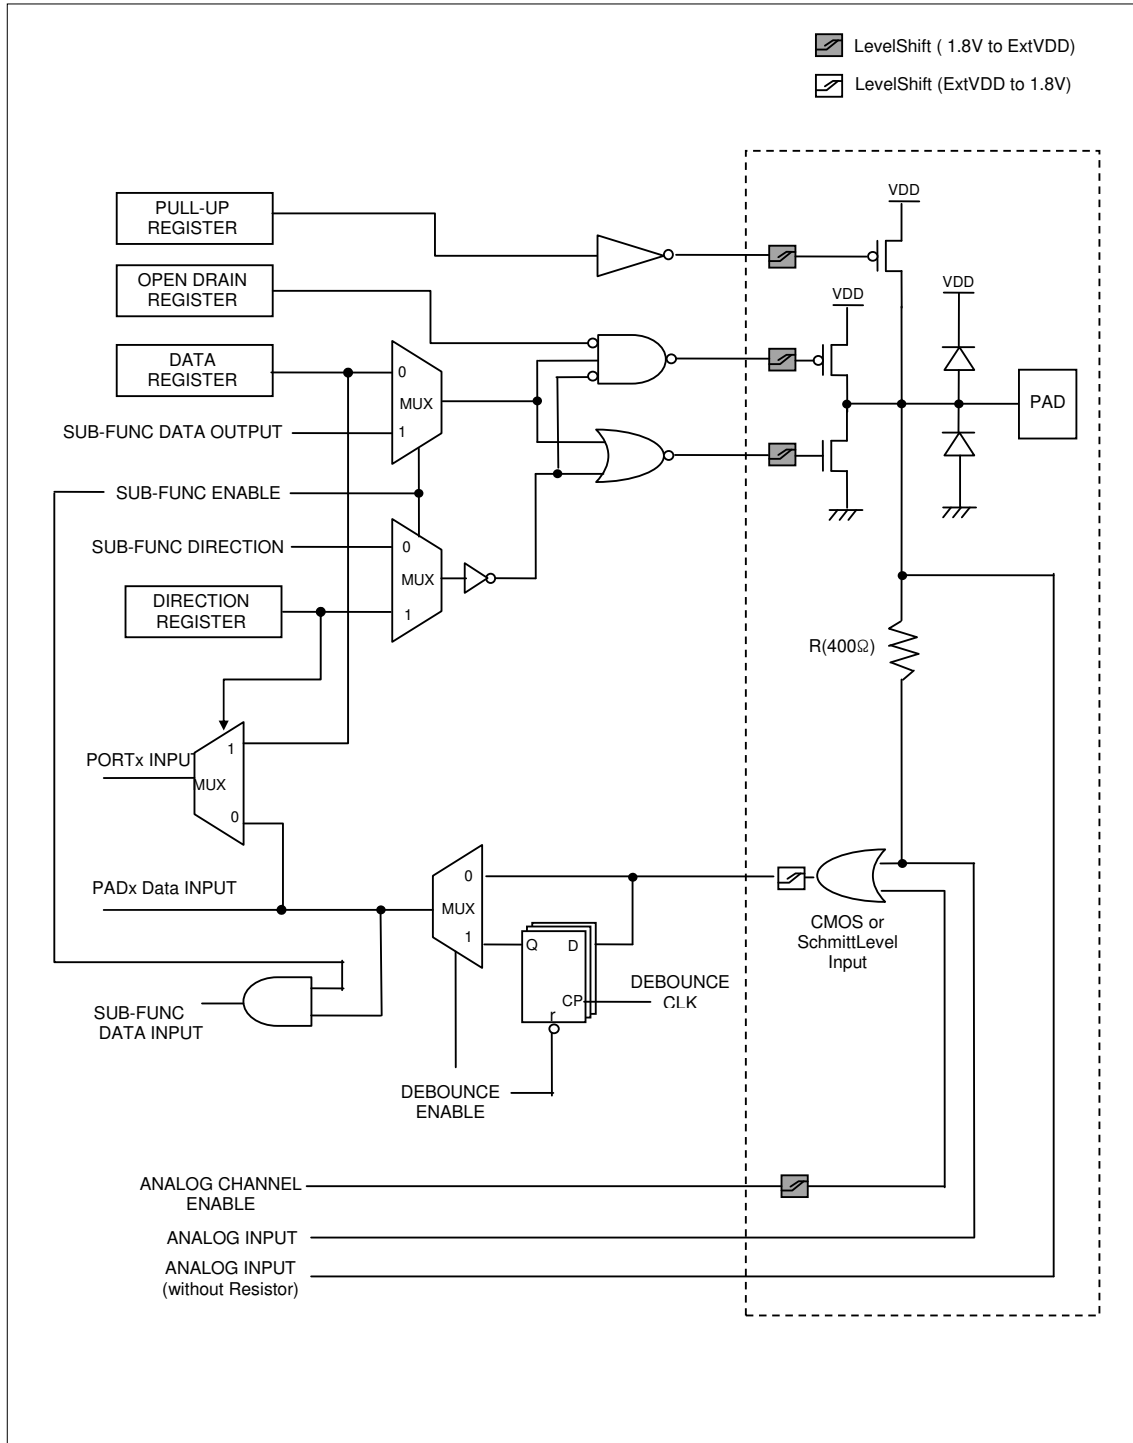 LevelShift ( 1.8V to ExtVDD)
LevelShift (ExtVDD to 1.8V)
VDD
PULL-UP
REGISTER
OPEN DRAIN
REGISTER
VDD
VDD
DATA
REGISTER
0
MUX
1
PAD
SUB-FUNC DATA OUTPUT
SUB-FUNC ENABLE
SUB-FUNC DIRECTION
0
MUX
1
DIRECTION
REGISTER
R(400Ω)
PORTx INPUT
1
MUX
0
PADx Data INPUT
0
MUX
1
Q
D
CP
r
DEBOUNCE
CLK
CMOS or
SchmittLevel
Input
SUB-FUNC
DATA INPUT
DEBOUNCE
ENABLE
ANALOG CHANNEL
ENABLE
ANALOG INPUT
ANALOG INPUT
(without Resistor)